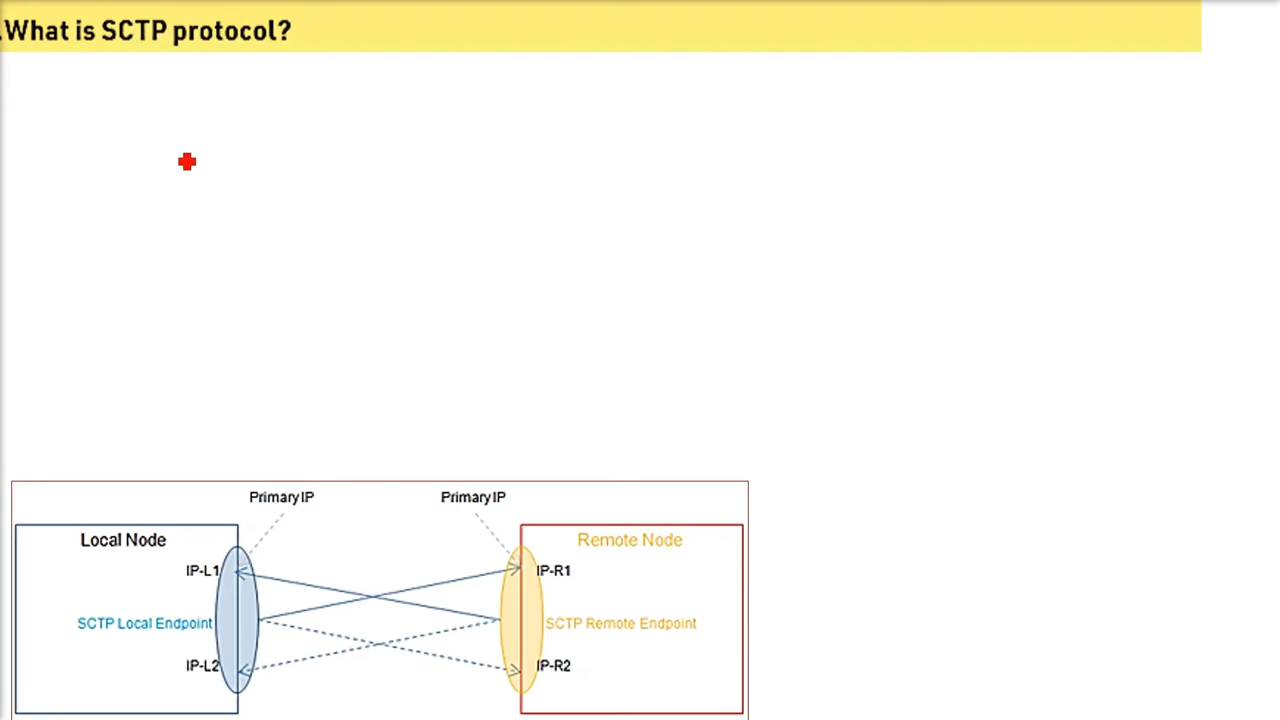 .What is SCTP protocol?
Primary IP Primary IP
Local Node Remote Node
IP-L1 IP-R1
SCTP Local Endpoint SCTP Remote Endpoint
IP-L2 IP-R2